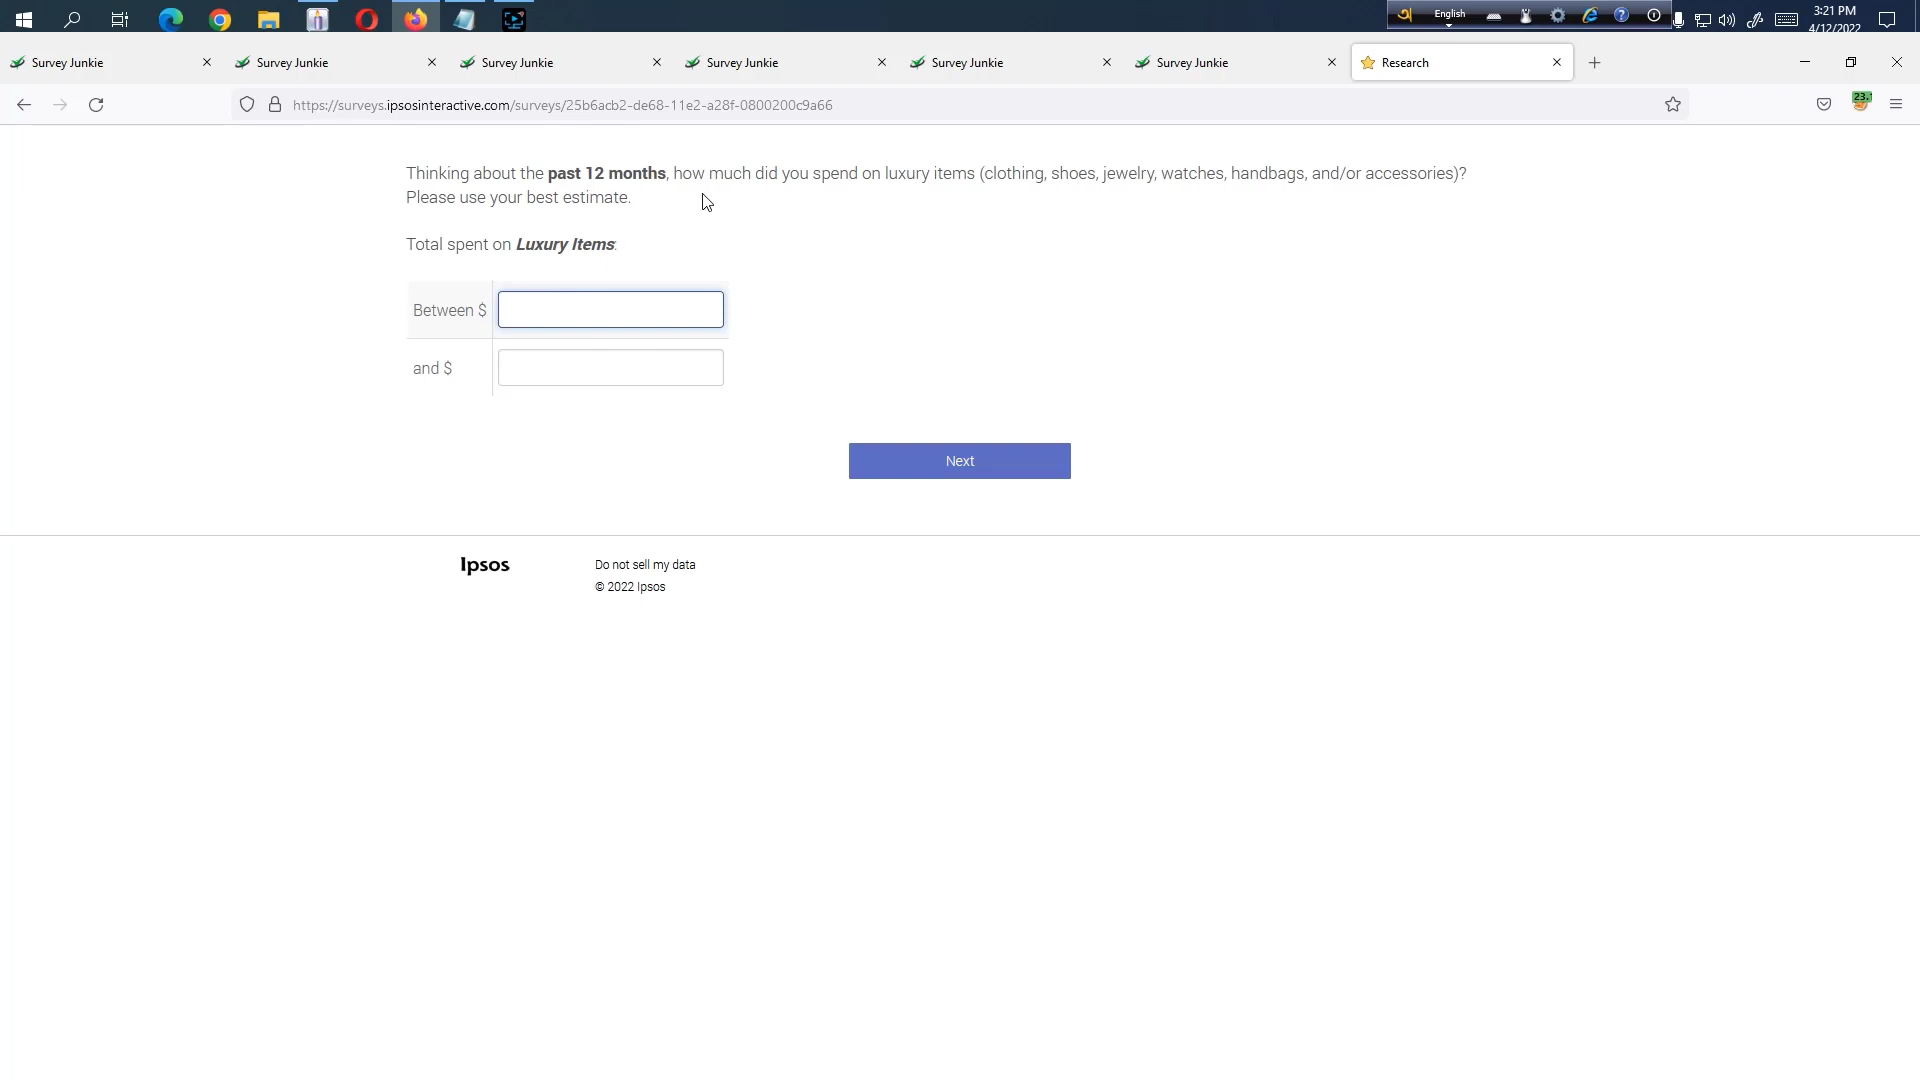 English
3:21 PM
4/12/2022
Survey Junkie
Survey Junkie
Survey Junkie
Survey Junkie
Survey Junkie
Survey Junkie
Research
https://surveys.ipsosinteractive.com/surveys/25b6acb2-de68-11e2-a28f-0800200c9a66
Thinking about the past 12 months, how much did you spend on luxury items (clothing, shoes, jewelry, watches, handbags, and/or accessories)?
Please use your best estimate.
Total spent on Luxury Items:
Between $
and $
Next
Ipsos
Do not sell my data
© 2022 Ipsos